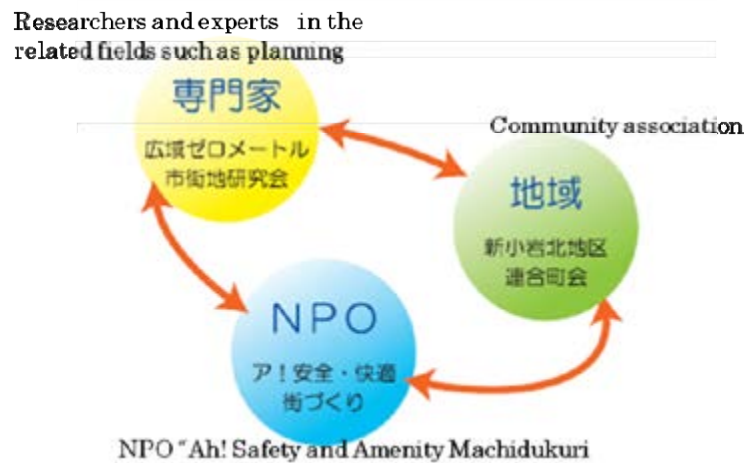 Researchers and experts in the
related fields such as planning
専門家
広域ゼロメートル
市街地研究会
Community association
地域
新小岩北地区
連合町会
NPO
ア！安全・快適
街づくり
NPO “Ah! Safety and Amenity Machidukuri